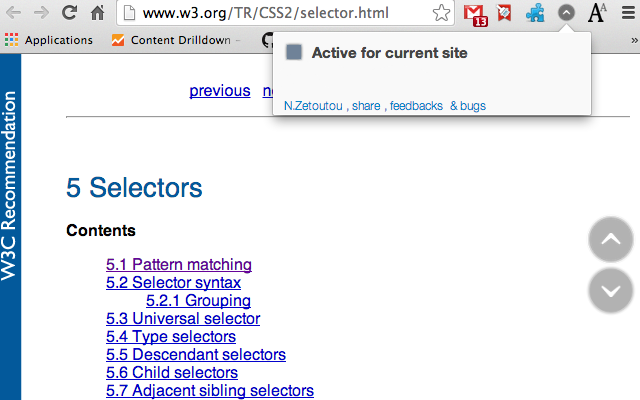 www.w3.org/TR/CSS2/selector.html
13
A A
Applications
Content Drilldown -
»
Active for current site
N.Zetoutou , share , feedbacks & bugs
previous
W3C Recommendation
5 Selectors
Contents
5.1 Pattern matching
5.2 Selector syntax
5.2.1 Grouping
5.3 Universal selector
5.4 Type selectors
5.5 Descendant selectors
5.6 Child selectors
5.7 Adjacent sibling selectors